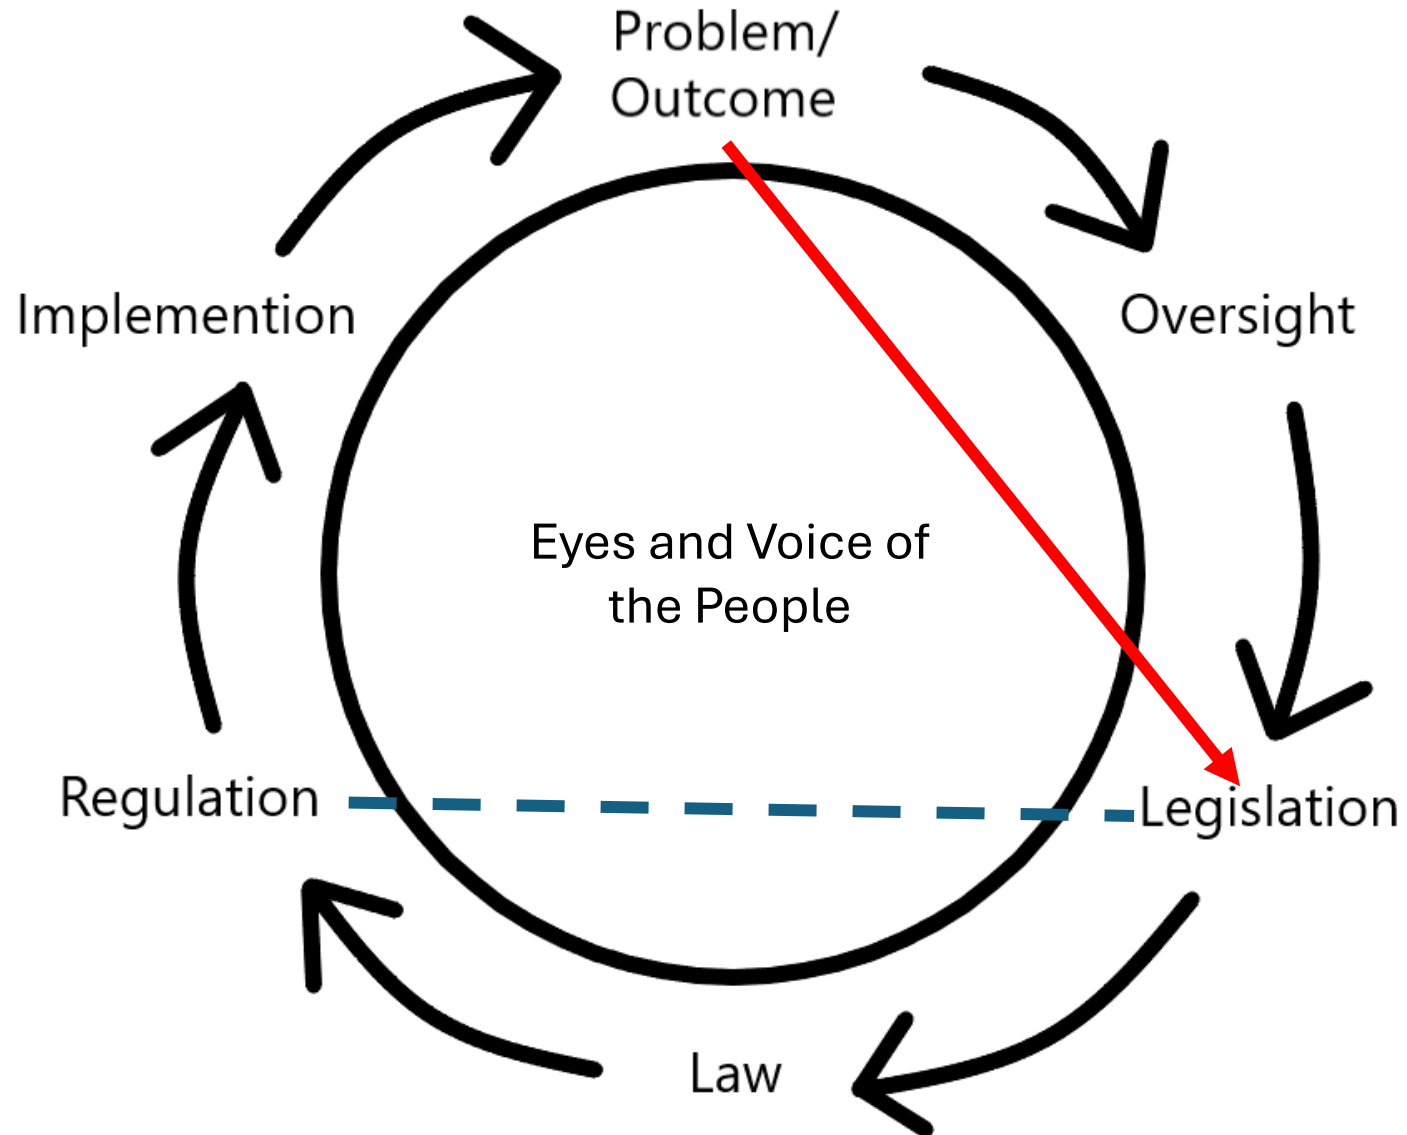 Problem/
Outcome
Oversight
Implemention
Eyes and Voice of
the People
Regulation
Legislation
Law